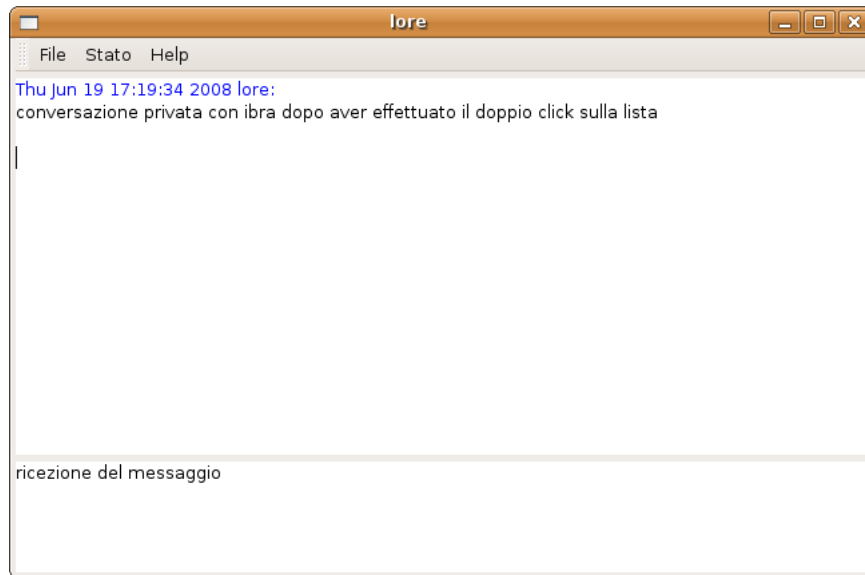 lore
File Stato Help
Thu Jun 19 17:19:34 2008 lore:
conversazione privata con ibra dopo aver effettuato il doppio click sulla lista
ricezione del messaggio